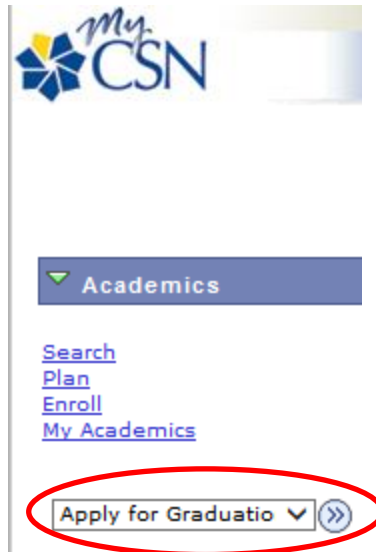 My
CSN
Academics
Search
Plan
Enroll
My Academics
Apply for Graduatio